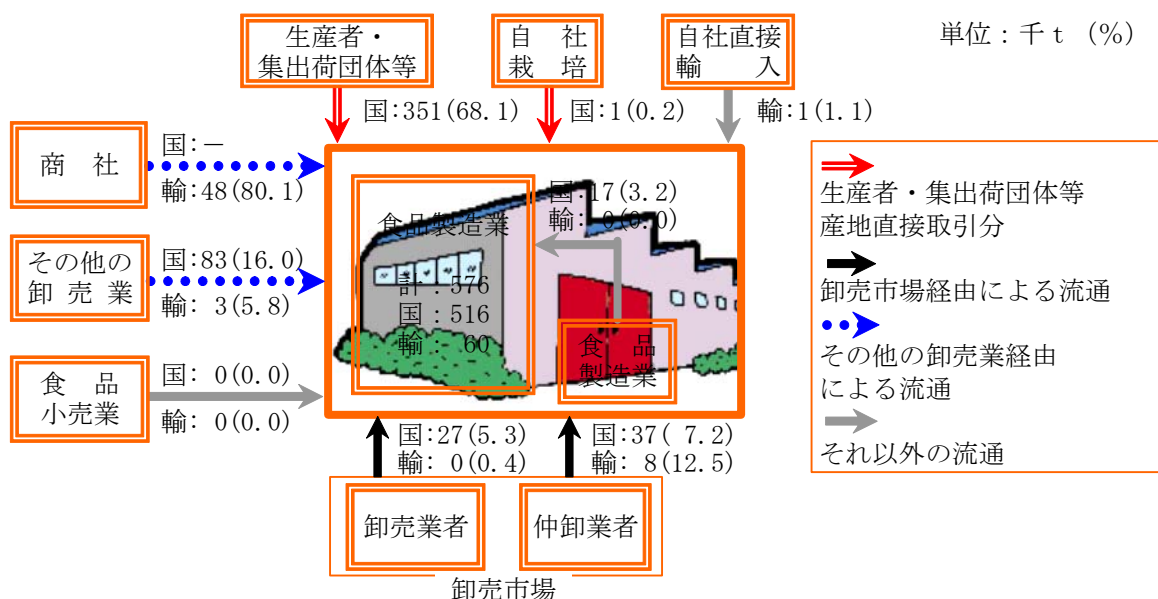 単位：千ｔ (%)
生産者・
集出荷団体等
自　社
栽　培
自社直接
輸　　入
国:351(68.1)
国:1(0.2)
輸:1(1.1)
商　社
国:－
輸:48(80.1)
その他の
卸 売 業
国:83(16.0)
輸: 3(5.8)
食　品
小売業
国: 0(0.0)
輸: 0(0.0)
食品製造業
計：576
国：516
輸： 60
国:17(3.2)
輸: 0(0.0)
食　品
製造業
国:27(5.3)
輸: 0(0.4)
国:37( 7.2)
輸: 8(12.5)
卸売業者
仲卸業者
卸売市場
生産者・集出荷団体等
産地直接取引分
卸売市場経由による流通
その他の卸売業経由
による流通
それ以外の流通